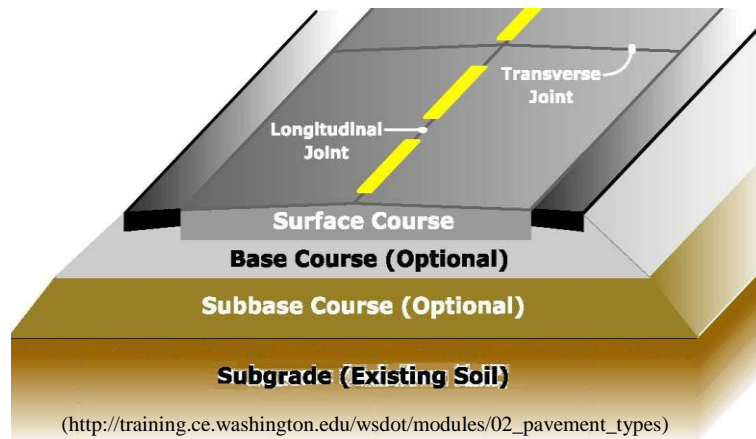 Transverse
Joint
Longitudinal
Joint
Surface Course
Base Course (Optional)
Subbase Course (Optional)
Subgrade (Existing Soil)
(http://training.ce.washington.edu/wsdot/modules/02_pavement_types)